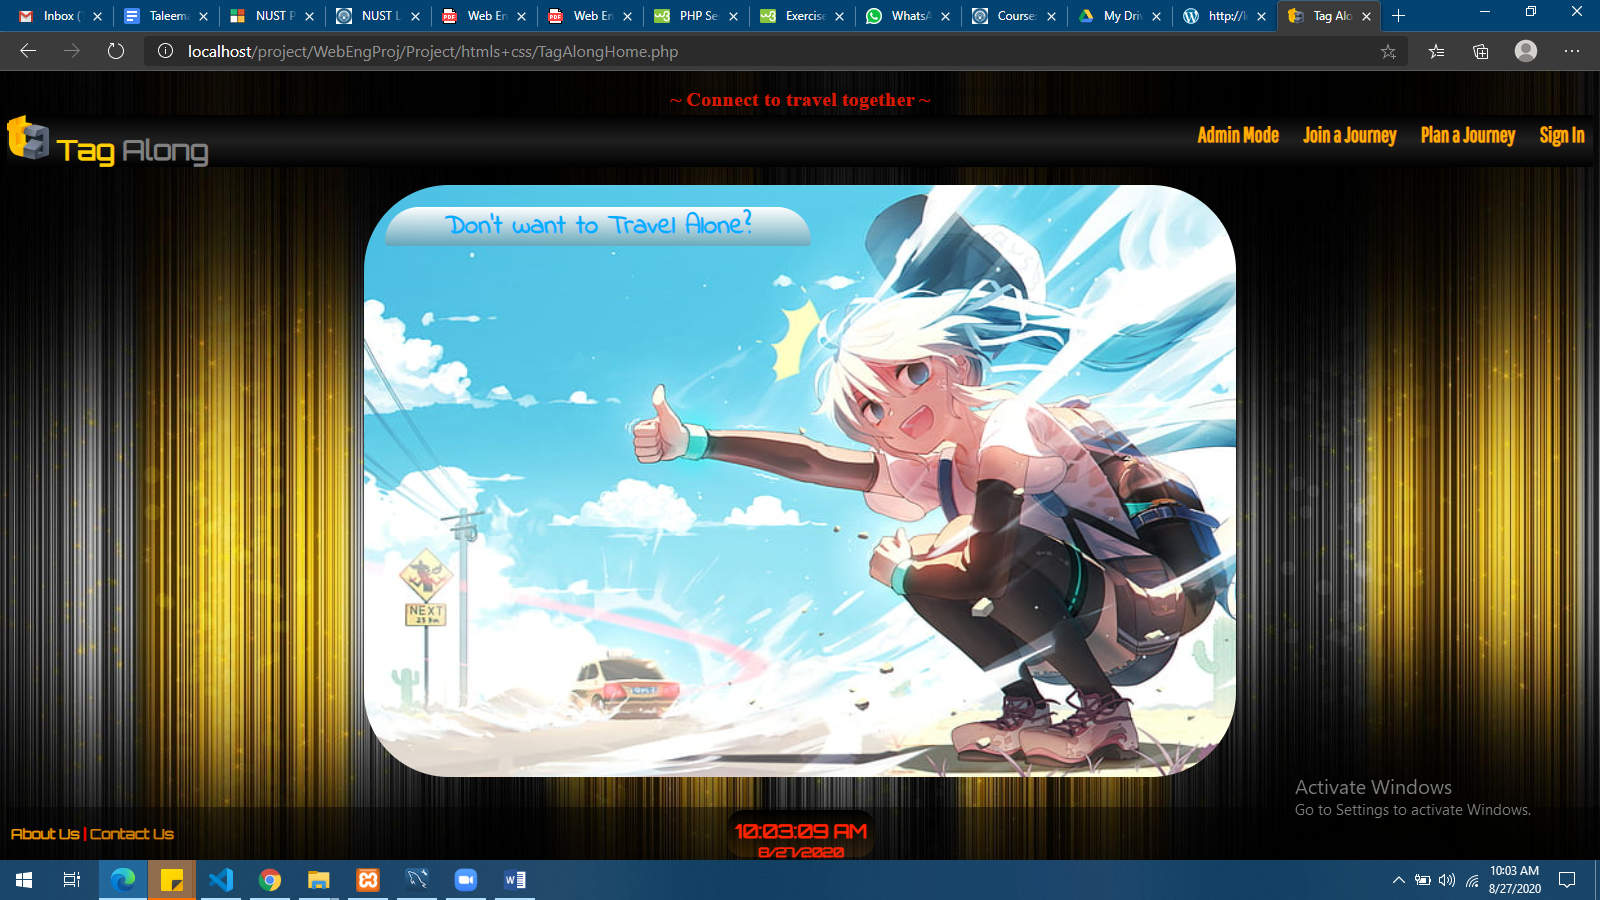 Inbox (
Taleem
NUST P
NUST L
Web En
Web En
PHP Se
Exercise
WhatsA
Course:
My Driv
http://l
Tag Alo
localhost/project/WebEngProj/Project/htmls+css/TagAlongHome.php
~ Connect to travel together ~
Tag Along
Admin Mode
Join a Journey
Plan a Journey
Sign In
Don't want to Travel Alone?
NEXT
Activate Windows
Go to Settings to activate Windows.
About Us | Contact Us
10:03:09 AM
8/27/2020
10:03 AM
8/27/2020